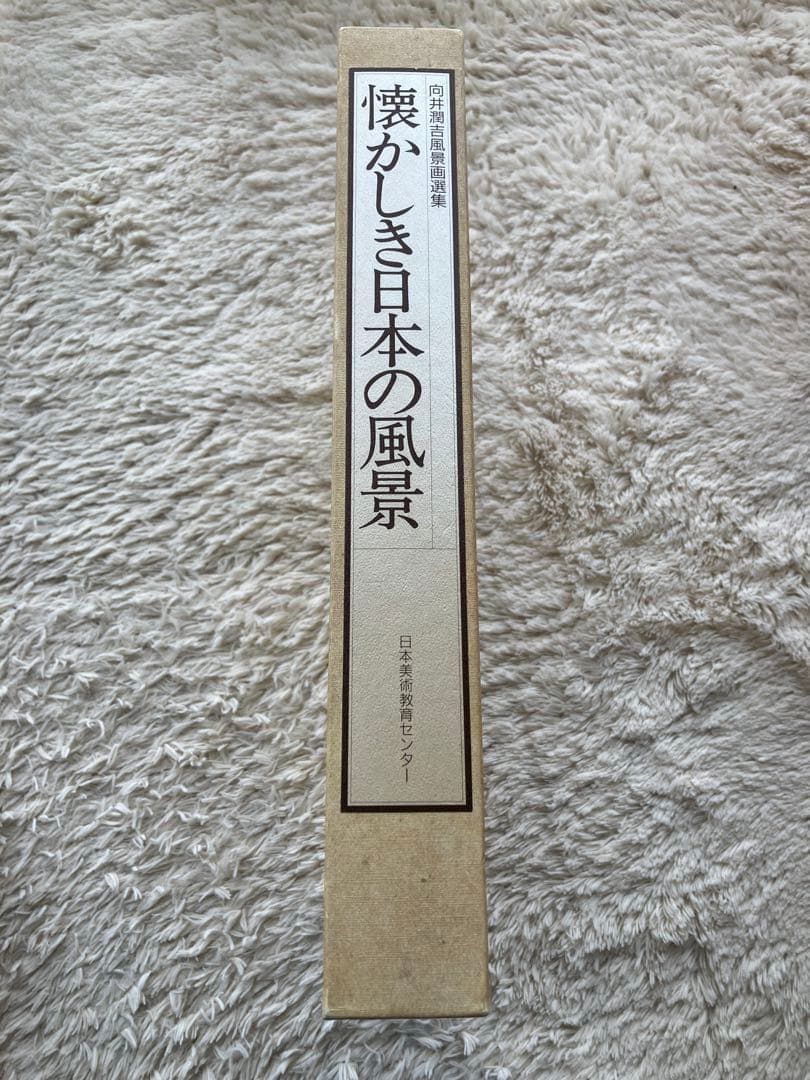 向井潤吉風景画選集
懐かしき日本の風景
日本美術教育センター